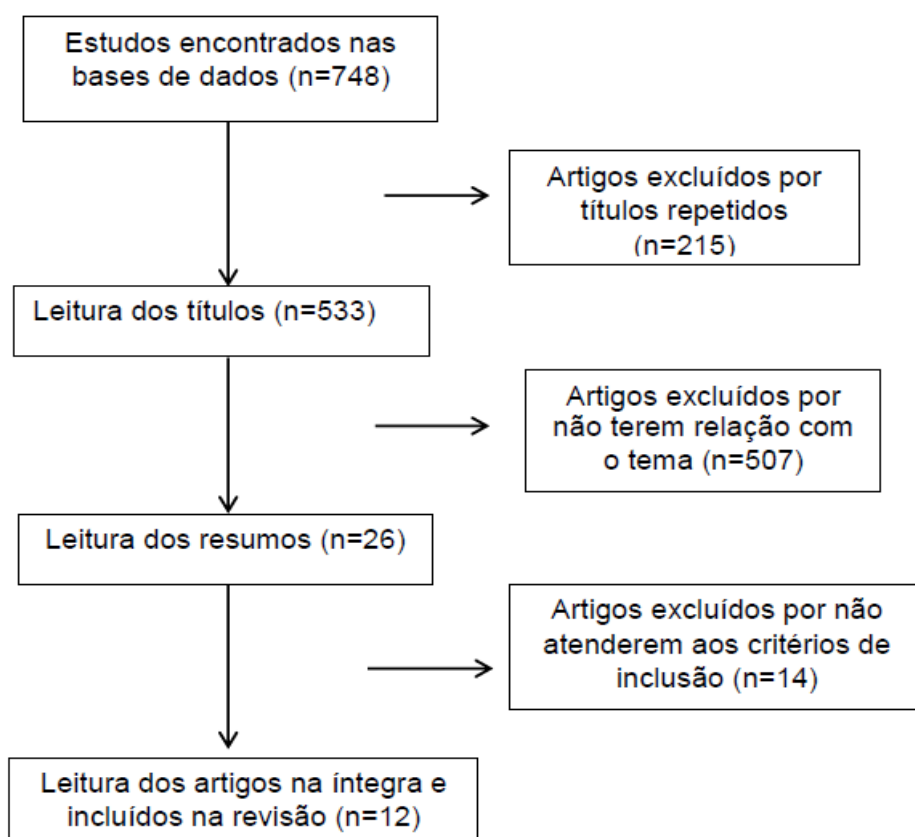 Estudos encontrados nas
bases de dados (n=748)
Artigos excluídos por
títulos repetidos
(n=215)
Leitura dos títulos (n=533)
Artigos excluídos por
não terem relação com
o tema (n=507)
Leitura dos resumos (n=26)
Artigos excluídos por não
atenderem aos critérios de
inclusão (n=14)
Leitura dos artigos na íntegra e
incluídos na revisão (n=12)